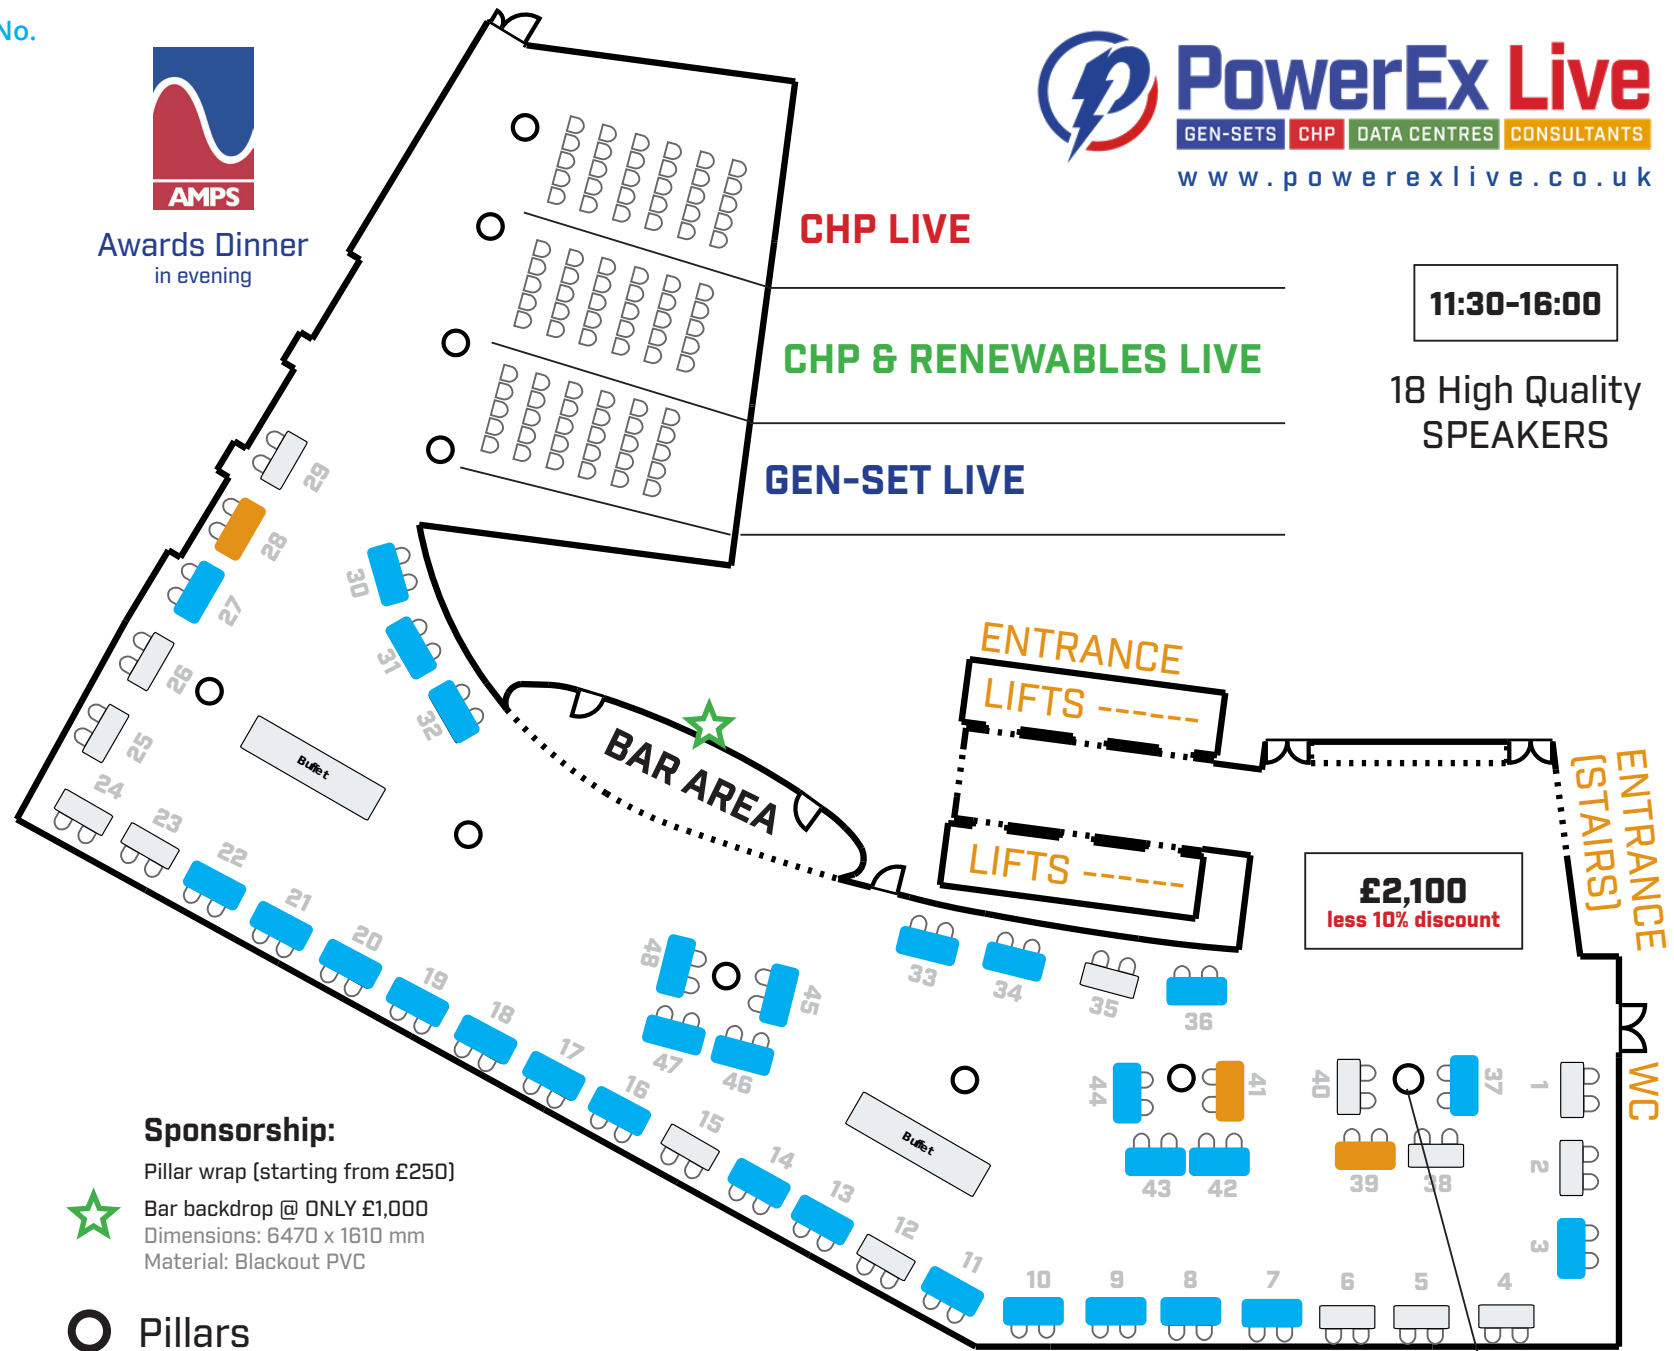 No.
AMPS
Awards Dinner
in evening
PowerEx Live
GEN-SETS CHP DATA CENTRES CONSULTANTS
www.powerexlive.co.uk
CHP LIVE
CHP & RENEWABLES LIVE
GEN-SET LIVE
11:30-16:00
18 High Quality
SPEAKERS
29
28
27
26
25
24
23
22
21
20
19
18
17
16
15
14
13
12
11
10
9
8
7
6
5
4
3
2
1
30
31
32
Buffet
BAR AREA
ENTRANCE
LIFTS
LIFTS
ENTRANCE
(STAIRS)
£2,100
less 10% discount
WC
33
34
35
36
48
45
47
46
44
41
43
42
40
37
39
38
Buffet
Sponsorship:
Pillar wrap (starting from £250)
Bar backdrop @ ONLY £1,000
Dimensions: 6470 x 1610 mm
Material: Blackout PVC
Pillars